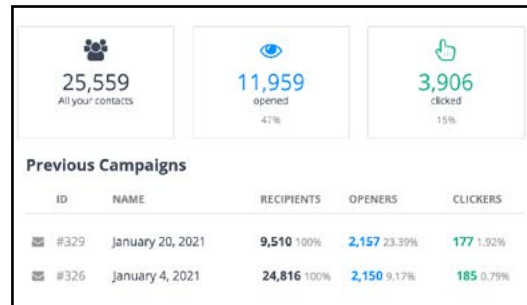 25,559 11,959 3,906
All your contacts opened clicked
47% 15%
Previous Campaigns
ID NAME RECIPIENTS OPENERS CLICKERS
#329 January 20, 2021 9,510 100% 2,157 23.39% 177 1.92%
#326 January 4, 2021 24,816 100% 2,150 9.17% 185 0.79%